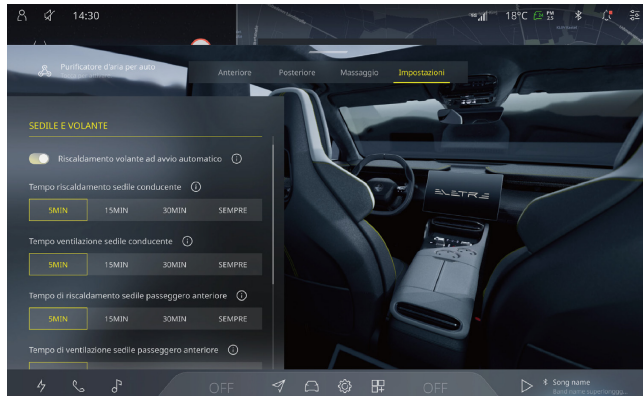 14:30
18°C
PM
2.5
Purificatore d'aria per auto
Anteriore Posteriore Massaggio Impostazioni
SEDILE E VOLANTE
Riscaldamento volante ad avvio automatico
Tempo riscaldamento sedile conducente
5MIN 15MIN 30MIN SEMPRE
Tempo ventilazione sedile conducente
5MIN 15MIN 30MIN SEMPRE
ELETRE
Tempo di riscaldamento sedile passeggero anteriore
5MIN 15MIN 30MIN SEMPRE
Tempo di ventilazione sedile passeggero anteriore
OFF
OFF
Song name
Band name superlonggg...